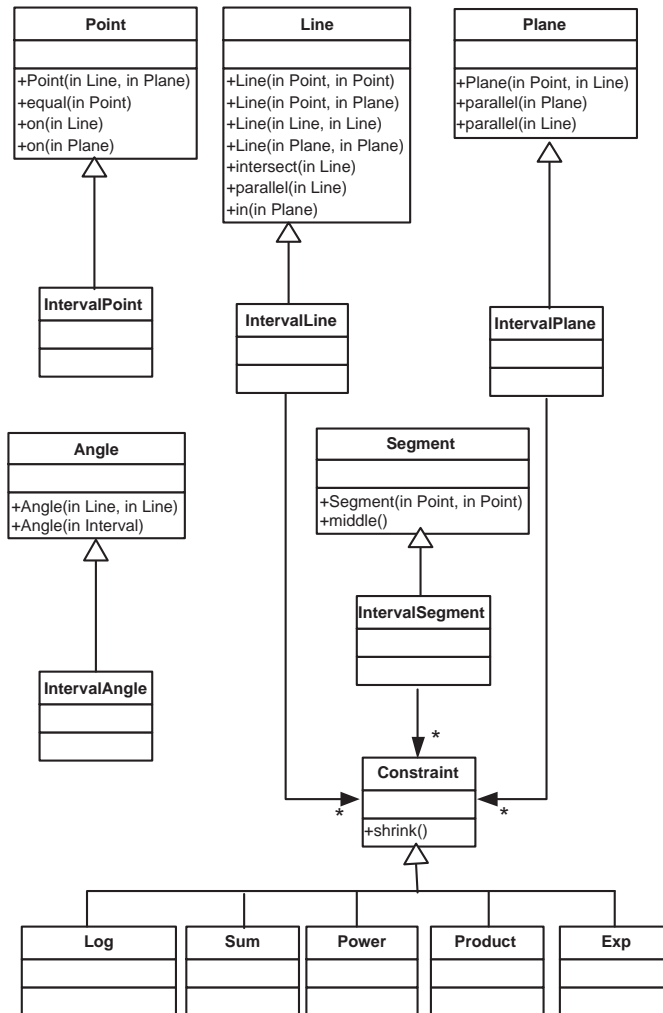 Point
+Point(in Line, in Plane)
+equal(in Point)
+on(in Line)
+on(in Plane)
Line
+Line(in Point, in Point)
+Line(in Point, in Plane)
+Line(in Line, in Line)
+Line(in Plane, in Plane)
+intersect(in Line)
+parallel(in Line)
+in(in Plane)
Plane
+Plane(in Point, in Line)
+parallel(in Plane)
+parallel(in Line)
IntervalPoint
IntervalLine
IntervalPlane
Angle
+Angle(in Line, in Line)
+Angle(in Interval)
Segment
+Segment(in Point, in Point)
+middle()
IntervalSegment
IntervalAngle
*
Constraint
+shrink()
*
*
Log
Sum
Power
Product
Exp